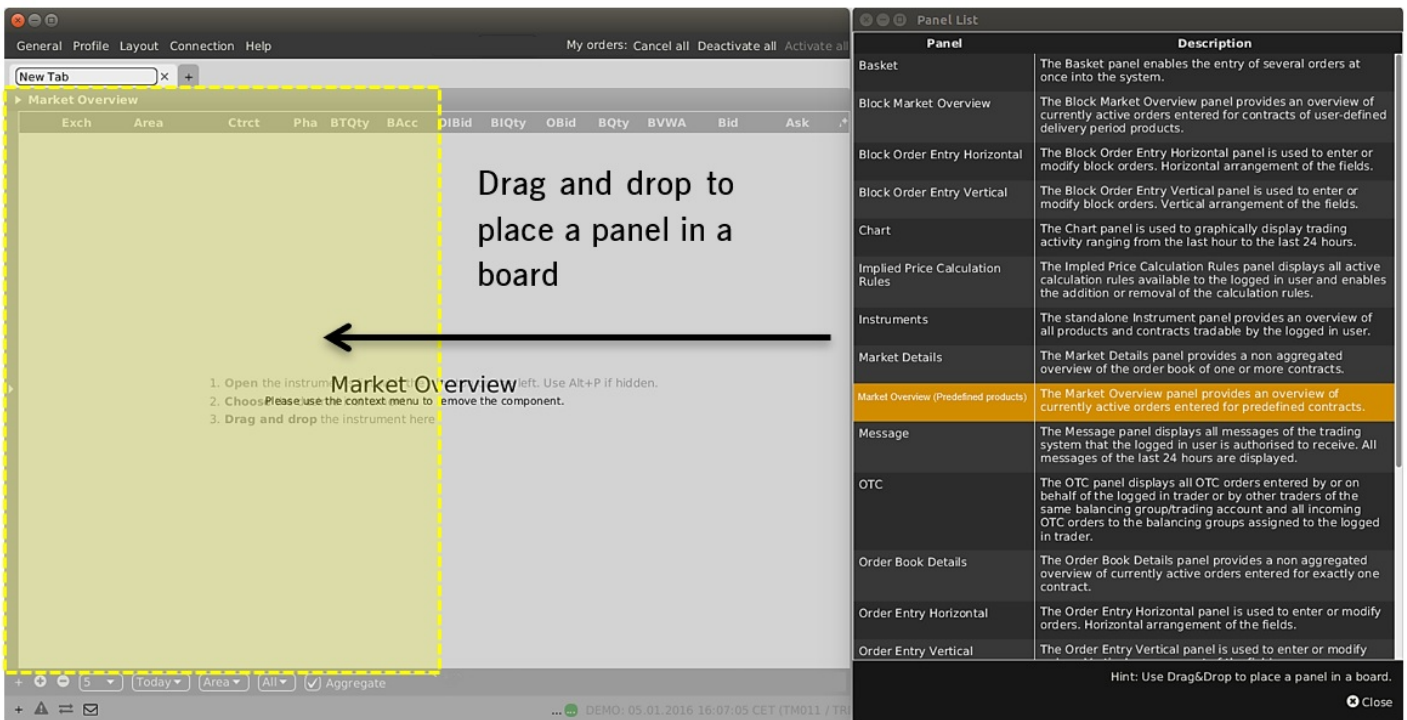 General Profile Layout Connection Help
My orders: Cancel all Deactivate all Activate all
New Tab
Market Overview
Exch Area Ctrct Pha BTQty BAcc OIBid BIQty OBid BQty BVWA Bid Ask
Drag and drop to
place a panel in a
board
1. Open the instrum left. Use Alt+P if hidden.
Market Overview
2. Choos
Please use the context menu to remove the component.
3. Drag and drop the instrument here
5 Today Area All Aggregate
... DEMO: 05.01.2016 16:07:05 CET (TM011 / TRI
Panel List
Panel Description
Basket
The Basket panel enables the entry of several orders at
once into the system.
Block Market Overview
The Block Market Overview panel provides an overview of
currently active orders entered for contracts of user-defined
delivery period products.
Block Order Entry Horizontal
The Block Order Entry Horizontal panel is used to enter or
modify block orders. Horizontal arrangement of the fields.
Block Order Entry Vertical
The Block Order Entry Vertical panel is used to enter or
modify block orders. Vertical arrangement of the fields.
Chart
The Chart panel is used to graphically display trading
activity ranging from the last hour to the last 24 hours.
Implied Price Calculation
Rules
The Impled Price Calculation Rules panel displays all active
calculation rules available to the logged in user and enables
the addition or removal of the calculation rules.
Instruments
The standalone Instrument panel provides an overview of
all products and contracts tradable by the logged in user.
Market Details
The Market Details panel provides a non aggregated
overview of the order book of one or more contracts.
Market Overview (Predefined products)
The Market Overview panel provides an overview of
currently active orders entered for predefined contracts.
Message
The Message panel displays all messages of the trading
system that the logged in user is authorised to receive. All
messages of the last 24 hours are displayed.
OTC
The OTC panel displays all OTC orders entered by or on
behalf of the logged in trader or by other traders of the
same balancing group/trading account and all incoming
OTC orders to the balancing groups assigned to the logged
in trader.
Order Book Details
The Order Book Details panel provides a non aggregated
overview of currently active orders entered for exactly one
contract.
Order Entry Horizontal
The Order Entry Horizontal panel is used to enter or modify
orders. Horizontal arrangement of the fields.
Order Entry Vertical
The Order Entry Vertical panel is used to enter or modify
Hint: Use Drag&Drop to place a panel in a board.
Close